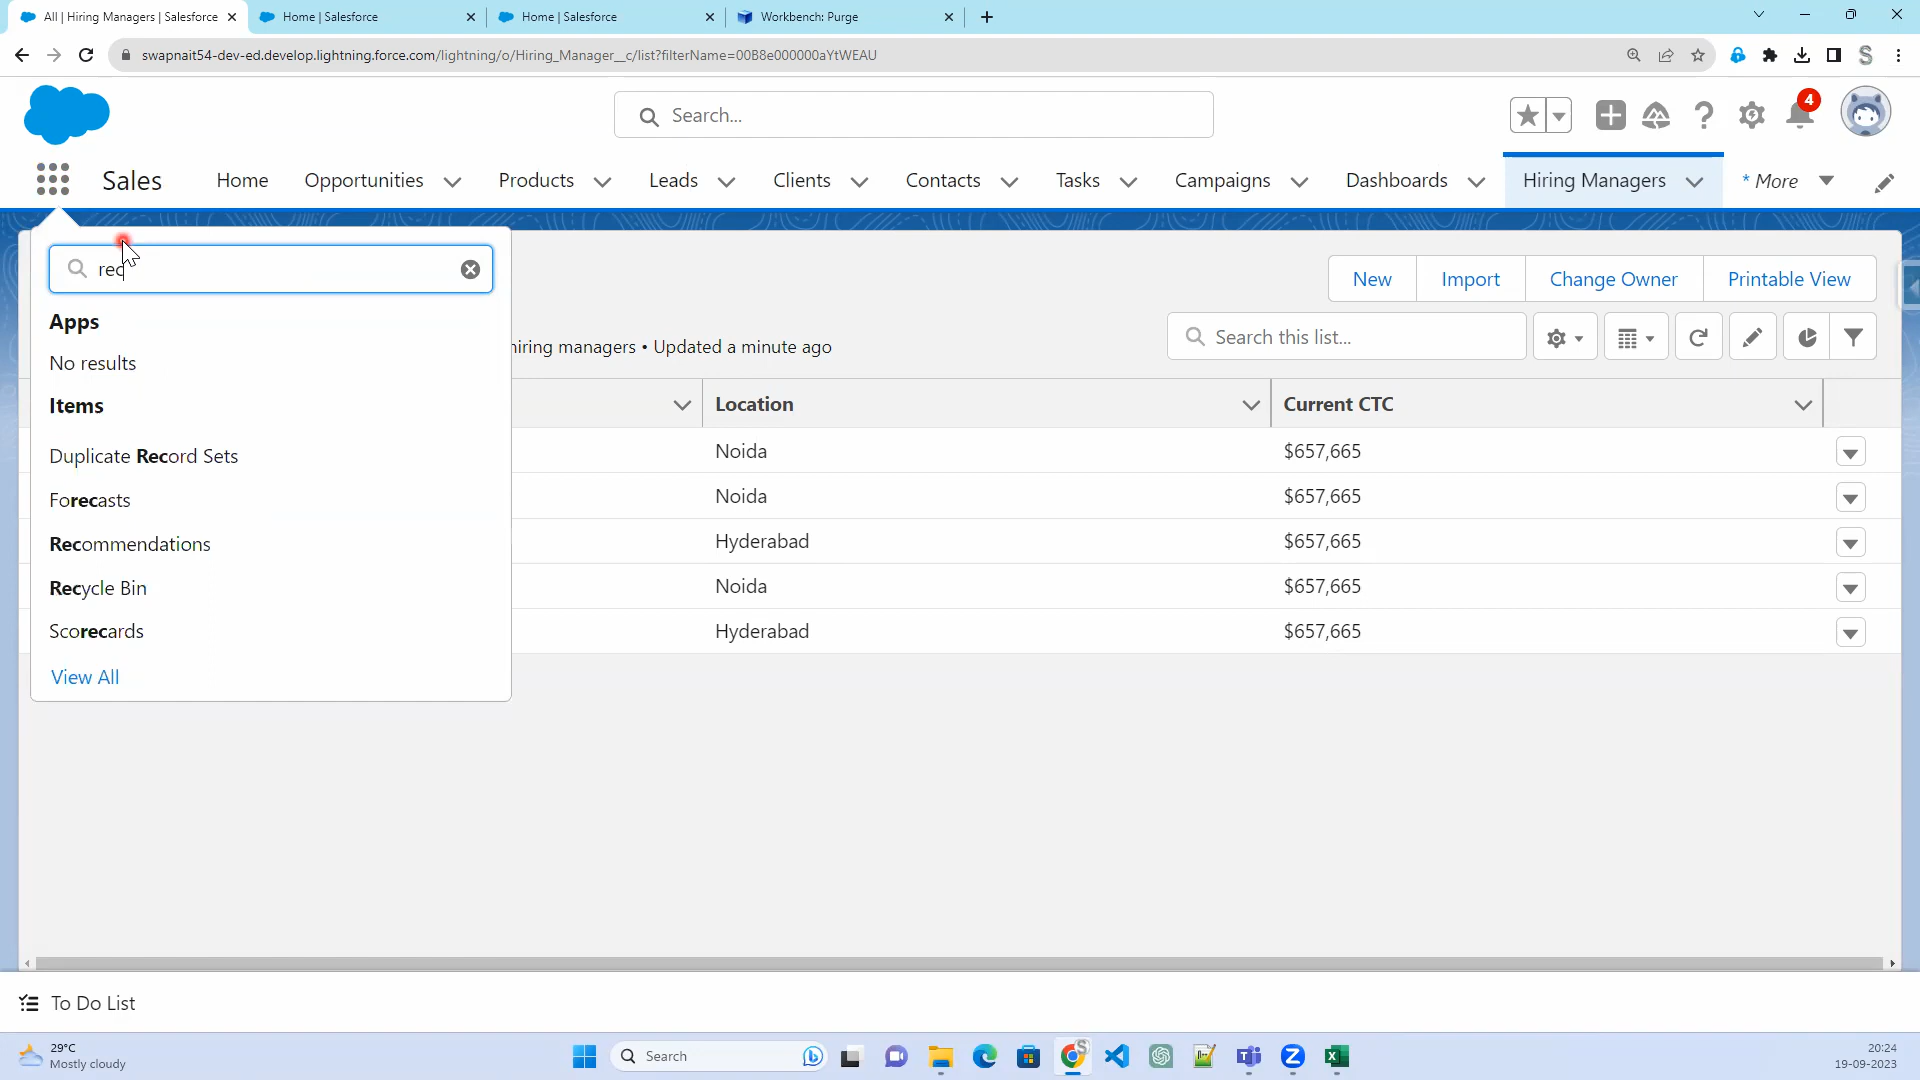 All | Hiring Managers | Salesforce
Home | Salesforce
Home | Salesforce
Workbench: Purge
swapnait54-dev-ed.develop.lightning.force.com/lightning/o/Hiring_Manager__c/list?filterName=00B8e000000aYtWEAU
Search...
4
Sales
Home
Opportunities
Products
Leads
Clients
Contacts
Tasks
Campaigns
Dashboards
Hiring Managers
* More
rec
New
Import
Change Owner
Printable View
Apps
No results
hiring managers • Updated a minute ago
Search this list...
Items
Location
Current CTC
Duplicate Record Sets
Noida
$657,665
Forecasts
Noida
$657,665
Recommendations
Hyderabad
$657,665
Recycle Bin
Noida
$657,665
Scorecards
Hyderabad
$657,665
View All
To Do List
29°C
Mostly cloudy
Search
20:24
19-09-2023